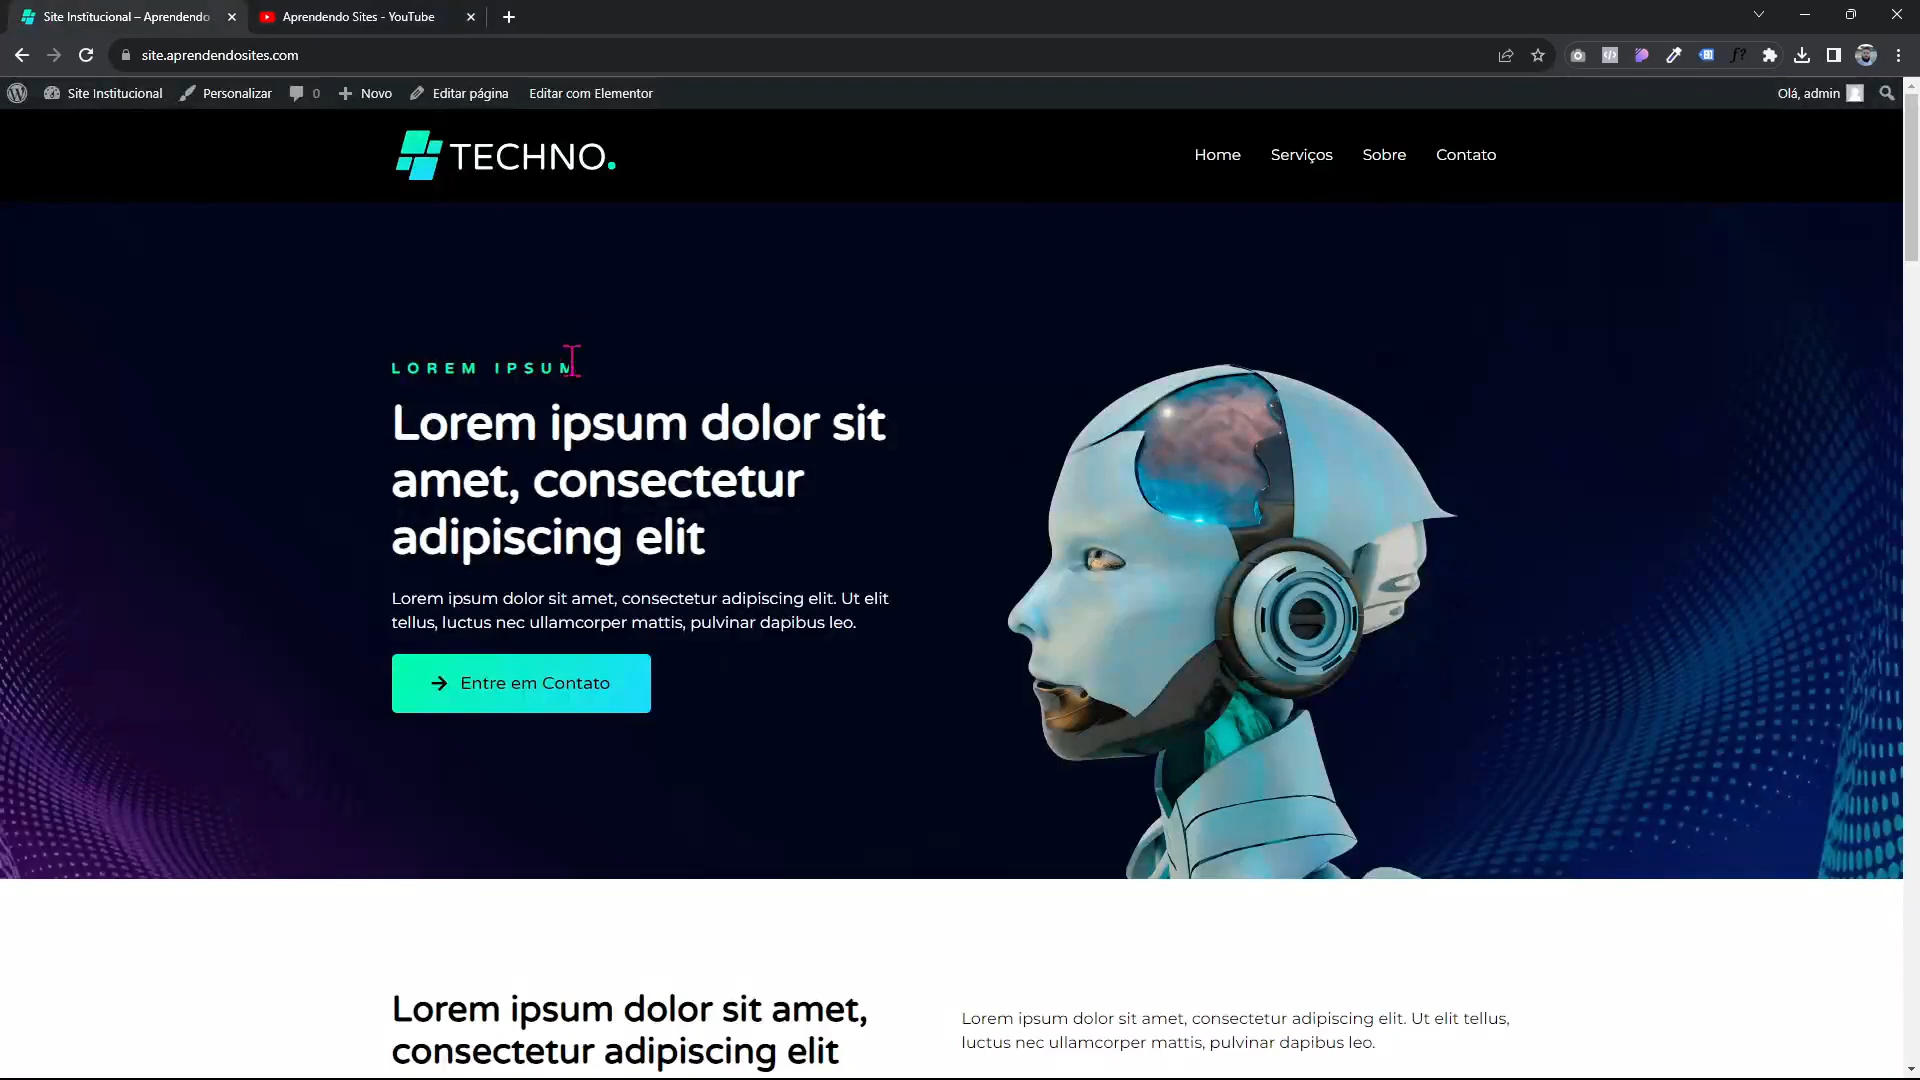 Site Institucional – Aprendendo
Aprendendo Sites - YouTube
site.aprendendosites.com
Site Institucional
Personalizar
0
Novo
Editar página
Editar com Elementor
Olá, admin
TECHNO.
Home
Serviços
Sobre
Contato
LOREM IPSUM
Lorem ipsum dolor sit
amet, consectetur
adipiscing elit
Lorem ipsum dolor sit amet, consectetur adipiscing elit. Ut elit
tellus, luctus nec ullamcorper mattis, pulvinar dapibus leo.
Entre em Contato
Lorem ipsum dolor sit amet,
consectetur adipiscing elit
Lorem ipsum dolor sit amet, consectetur adipiscing elit. Ut elit tellus,
luctus nec ullamcorper mattis, pulvinar dapibus leo.